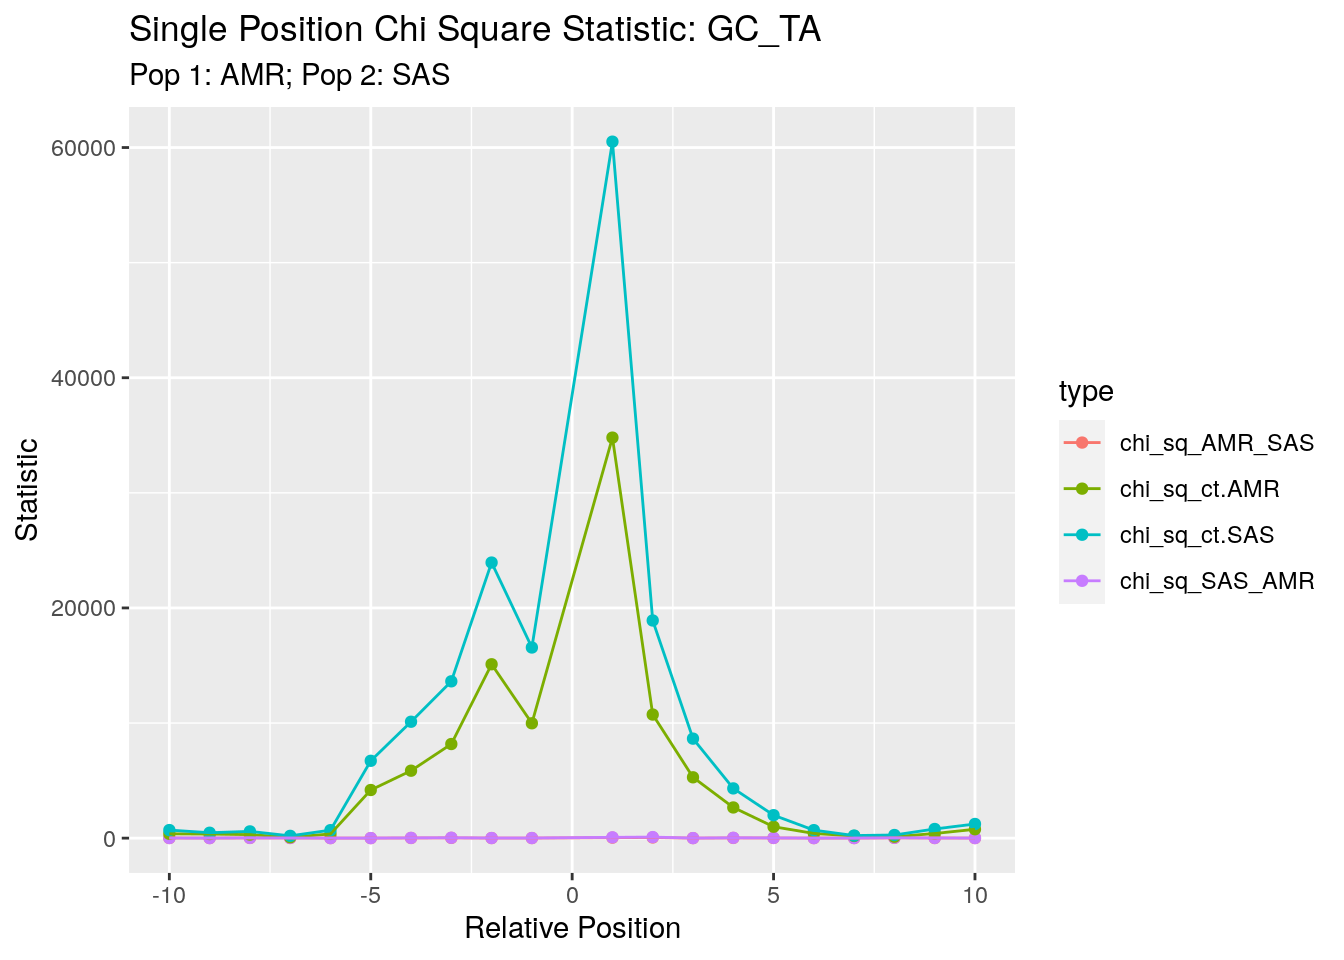 Single Position Chi Square Statistic: GC_TA
Pop 1: AMR; Pop 2: SAS
60000
40000
20000
0
Statistic
-10
-5
0
5
10
Relative Position
type
chi_sq_AMR_SAS
chi_sq_ct.AMR
chi_sq_ct.SAS
chi_sq_SAS_AMR